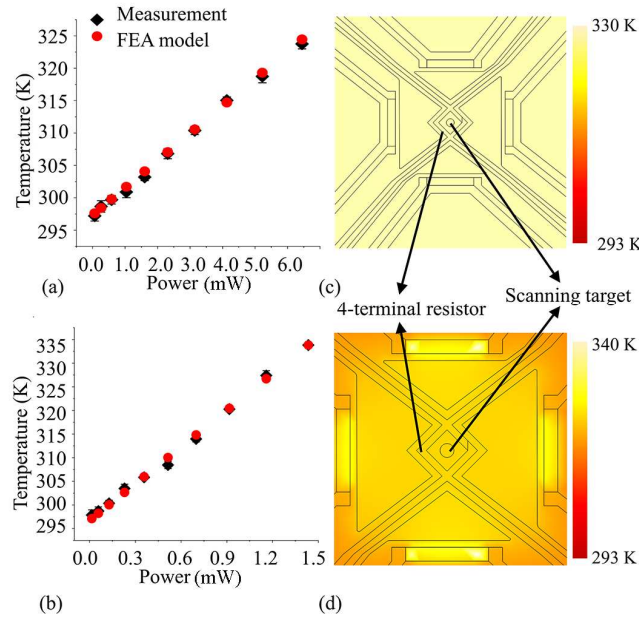 Measurement
FEA model
325
320
315
310
305
300
295
Temperature (K)
0.0 1.0 2.0 3.0 4.0 5.0 6.0
Power (mW)
(a)
330 K
293 K
(c)
4-terminal resistor
Scanning target
335
330
325
320
315
310
305
300
295
Temperature (K)
0.0 0.3 0.6 0.9 1.2 1.5
Power (mW)
(b)
340 K
293 K
(d)